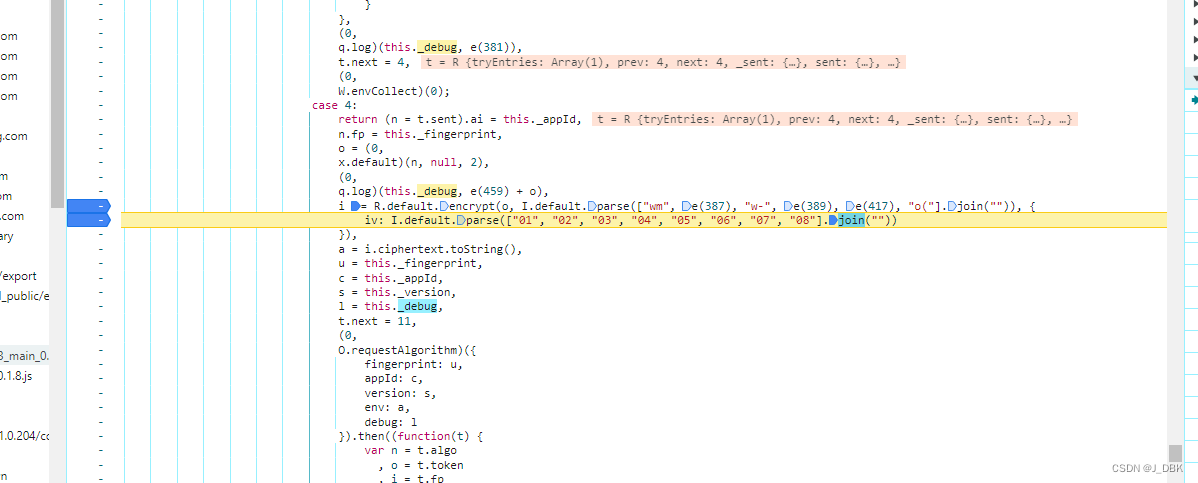 }
},
(0,
q.log)(this._debug, e(381)),
t.next = 4, t = R {tryEntries: Array(1), prev: 4, next: 4, _sent: {…}, sent: {…}, …}
(0,
W.envCollect)(0);
case 4:
return (n = t.sent).ai = this._appId, t = R {tryEntries: Array(1), prev: 4, next: 4, _sent: {…}, sent: {…}, …}
n.fp = this._fingerprint,
o = (0,
x.default)(n, null, 2),
(0,
q.log)(this._debug, e(459) + o),
i = R.default.encrypt(o, I.default.parse(["wm", e(387), "w-", e(389), e(417), "o("].join("")), {
iv: I.default.parse(["01", "02", "03", "04", "05", "06", "07", "08"].join(""))
}),
a = i.ciphertext.toString(),
u = this._fingerprint,
c = this._appId,
s = this._version,
l = this._debug,
t.next = 11,
(0,
O.requestAlgorithm)({
fingerprint: u,
appId: c,
version: s,
env: a,
debug: l
}).then((function(t) {
var n = t.algo
, o = t.token
, i = t.fp
om
om
om
om
g.com
m
om
.com
ary
/export
d_public/e
3_main_0.
0.1.8.js
1.0.204/cc
rn
CSDN @J_DBK